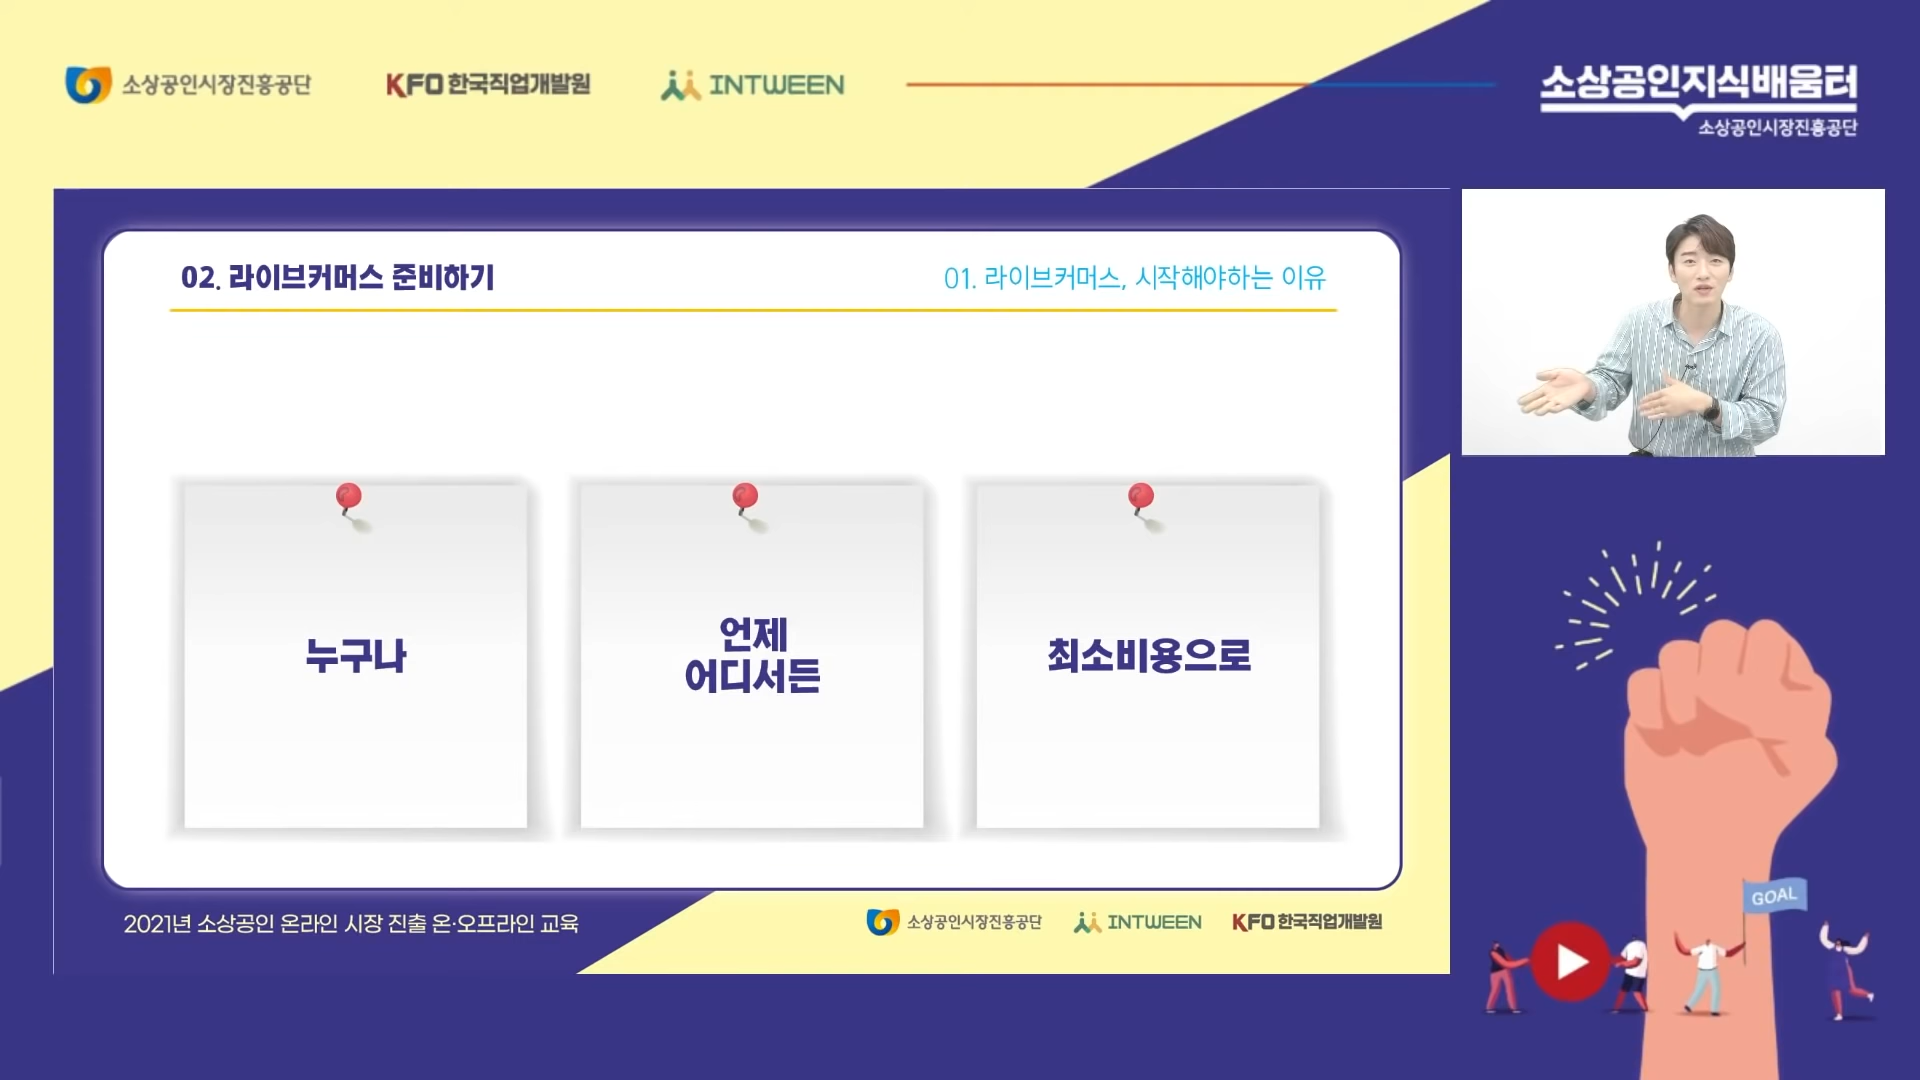 소상공인시장진흥공단
KFO 한국직업개발원
INTWEEN
소상공인지식배움터
소상공인시장진흥공단
02. 라이브커머스 준비하기
01. 라이브커머스, 시작해야하는 이유
누구나
언제
어디서든
최소비용으로
GOAL
2021년 소상공인 온라인 시장 진출 온·오프라인 교육
소상공인시장진흥공단
INTWEEN
KFO 한국직업개발원